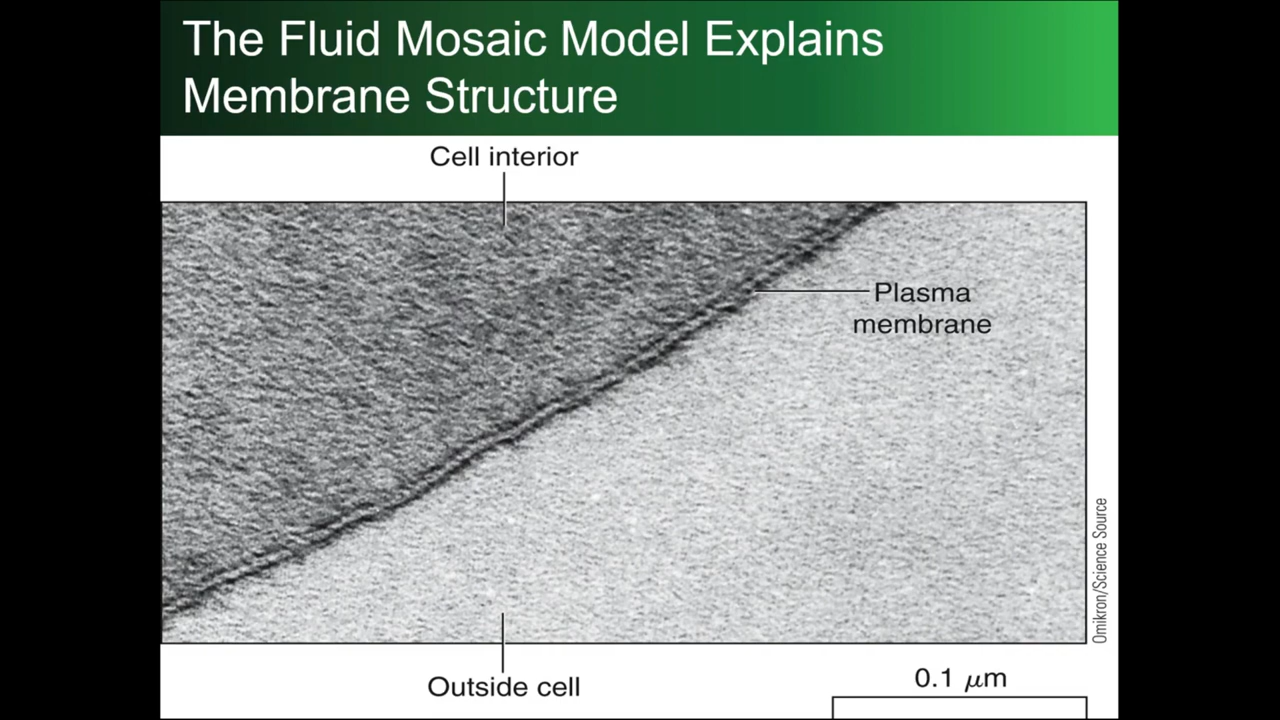 The Fluid Mosaic Model Explains
Membrane Structure
Cell interior
Plasma
membrane
Omikron/Science Source
Outside cell
0.1 μm